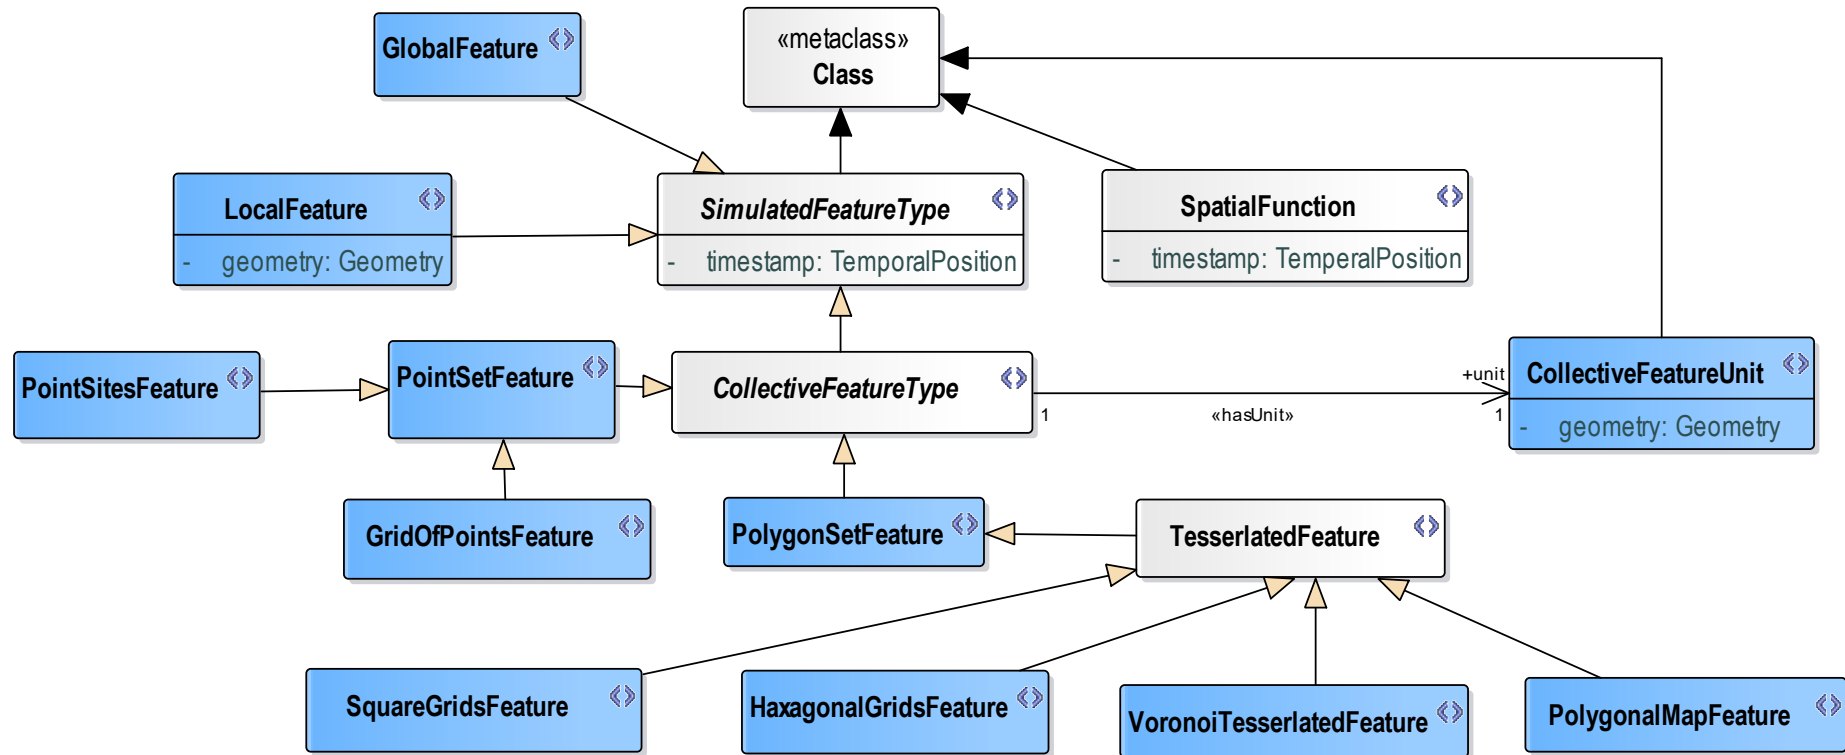 GlobalFeature
«metaclass»
Class
LocalFeature
- geometry: Geometry
SimulatedFeatureType
- timestamp: TemporalPosition
SpatialFunction
- timestamp: TemperalPosition
PointSitesFeature
PointSetFeature
CollectiveFeatureType
1
«hasUnit»
+unit
1
CollectiveFeatureUnit
- geometry: Geometry
GridOfPointsFeature
PolygonSetFeature
TesserlatedFeature
SquareGridsFeature
HaxagonalGridsFeature
VoronoiTesserlatedFeature
PolygonalMapFeature